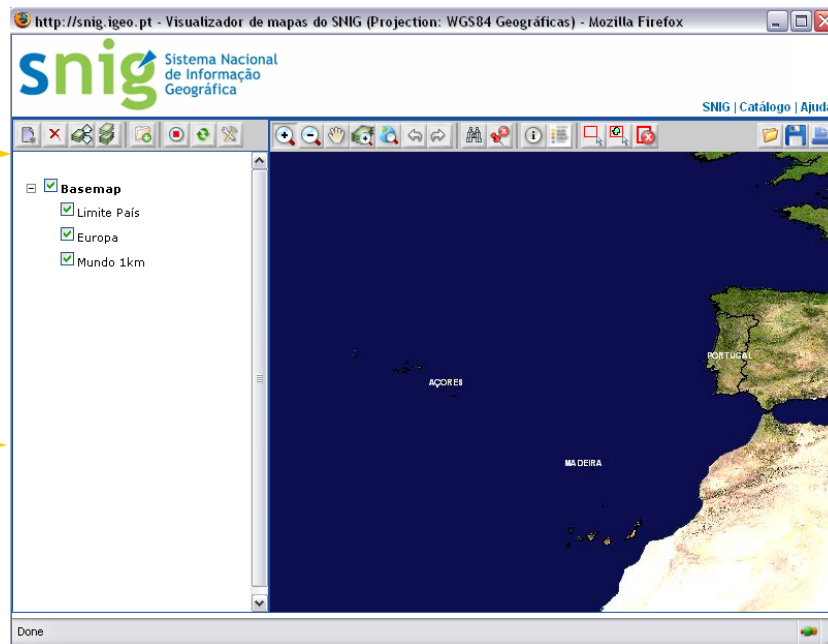 http://snig.igeo.pt - Visualizador de mapas do SNIG (Projection: WGS84 Geográficas) - Mozilla Firefox
snig
Sistema Nacional
de Informação
Geográfica
SNIG | Catálogo | Ajuda
Basemap
Limite País
Europa
Mundo 1km
PORTUGAL
AÇORES
MADEIRA
Done